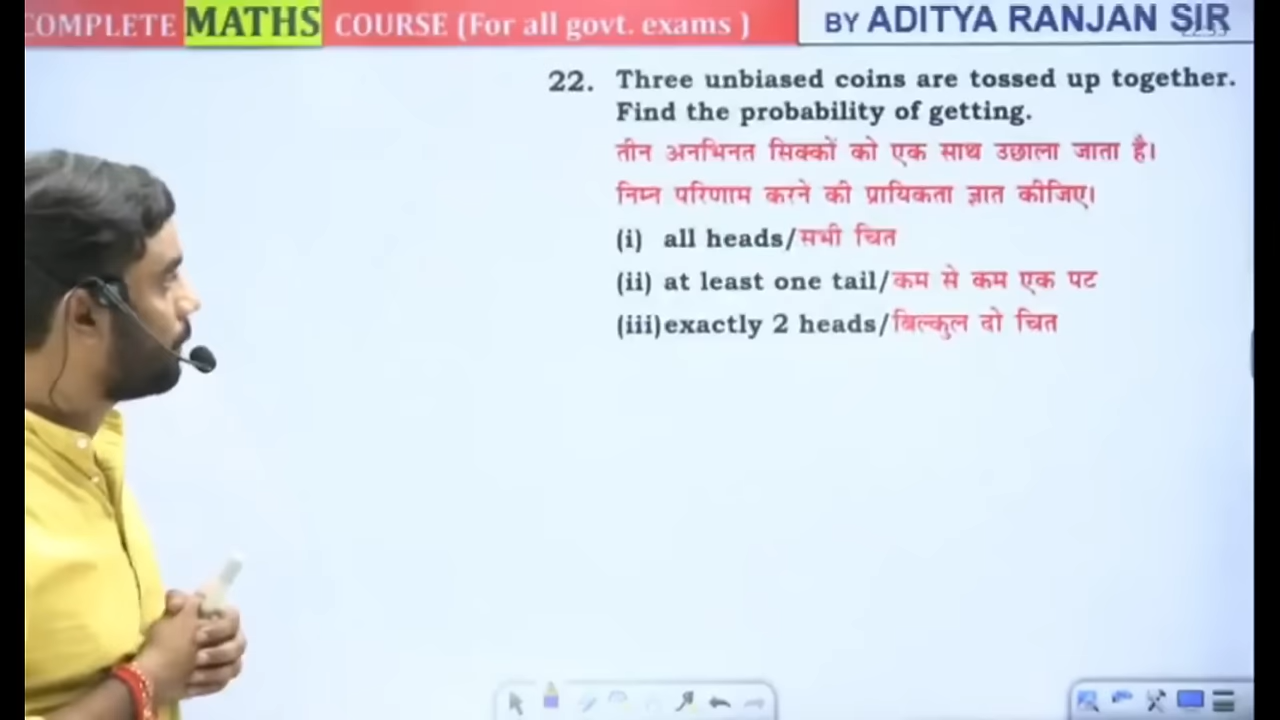 COMPLETE MATHS COURSE (For all govt. exams )
BY ADITYA RANJAN SIR
22. Three unbiased coins are tossed up together.
Find the probability of getting.
तीन अनभिनत सिक्कों को एक साथ उछाला जाता है।
निम्न परिणाम करने की प्रायिकता ज्ञात कीजिए।
(i) all heads/सभी चित
(ii) at least one tail/कम से कम एक पट
(iii)exactly 2 heads/बिल्कुल दो चित